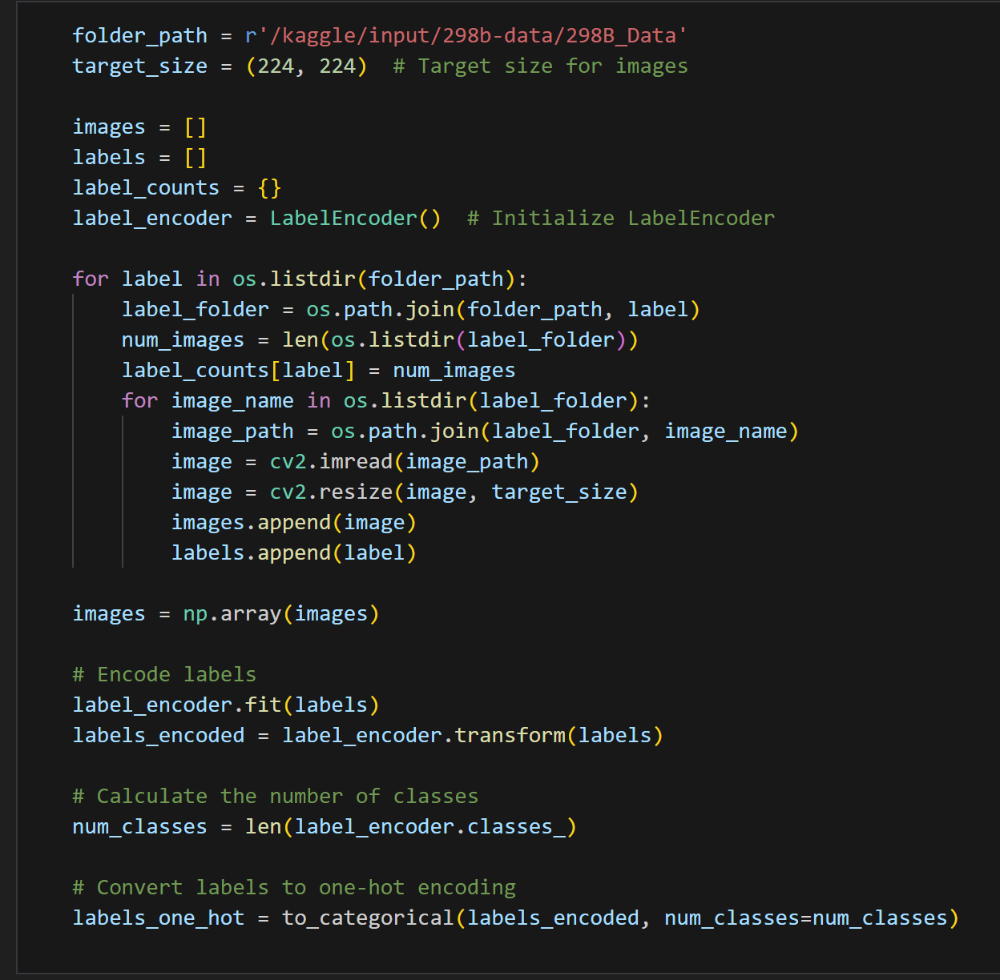 folder_path = r'/kaggle/input/298b-data/298B_Data'
target_size = (224, 224)  # Target size for images

images = []
labels = []
label_counts = {}
label_encoder = LabelEncoder()  # Initialize LabelEncoder

for label in os.listdir(folder_path):
    label_folder = os.path.join(folder_path, label)
    num_images = len(os.listdir(label_folder))
    label_counts[label] = num_images
    for image_name in os.listdir(label_folder):
        image_path = os.path.join(label_folder, image_name)
        image = cv2.imread(image_path)
        image = cv2.resize(image, target_size)
        images.append(image)
        labels.append(label)

images = np.array(images)

# Encode labels
label_encoder.fit(labels)
labels_encoded = label_encoder.transform(labels)

# Calculate the number of classes
num_classes = len(label_encoder.classes_)

# Convert labels to one-hot encoding
labels_one_hot = to_categorical(labels_encoded, num_classes=num_classes)